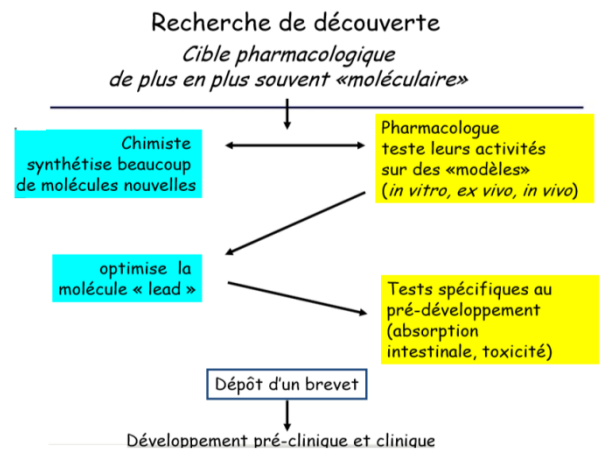 Recherche de découverte
Cible pharmacologique
de plus en plus souvent «moléculaire»
Chimiste
synthétise beaucoup
de molécules nouvelles
Pharmacologue
teste leurs activités
sur des «modèles»
(in vitro, ex vivo, in vivo)
optimise la
molécule « lead »
Tests spécifiques au
pré-développement
(absorption
intestinale, toxicité)
Dépôt d'un brevet
Développement pré-clinique et clinique